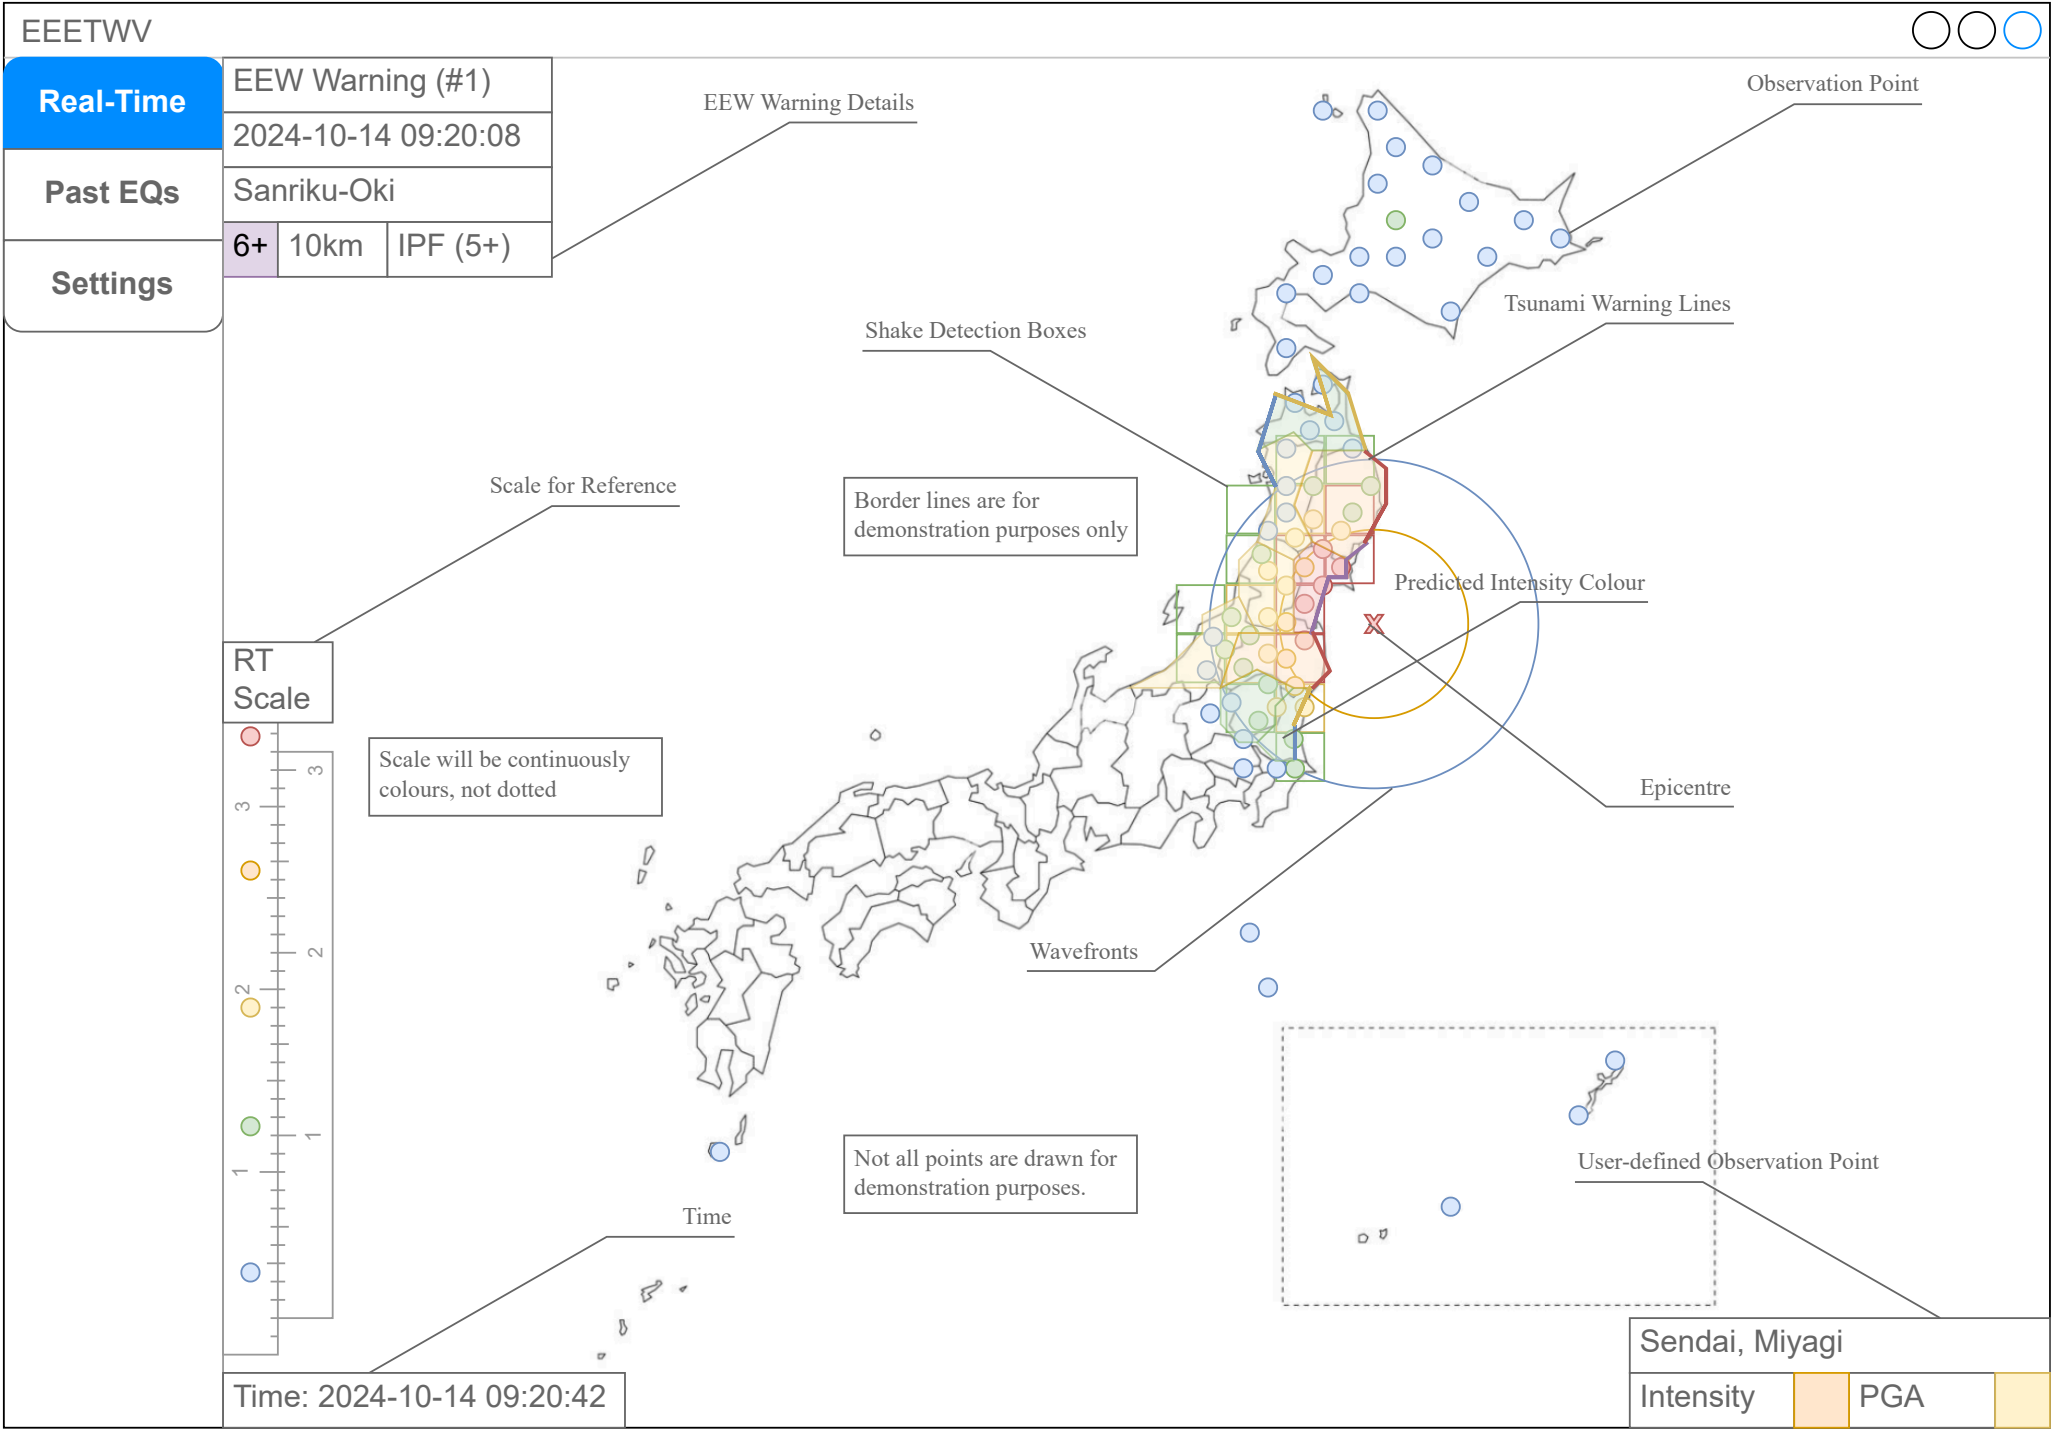 EEETWV
Real-Time
Past EQs
Settings
EEW Warning (#1)
2024-10-14 09:20:08
Sanriku-Oki
6+ 10km IPF (5+)
EEW Warning Details
Observation Point
Tsunami Warning Lines
Shake Detection Boxes
Scale for Reference
Border lines are for
demonstration purposes only
Predicted Intensity Colour
X
RT
Scale
Scale will be continuously
colours, not dotted
3
3
2
2
1
1
Epicentre
Wavefronts
Not all points are drawn for
demonstration purposes.
User-defined Observation Point
Time
Time: 2024-10-14 09:20:42
Sendai, Miyagi
Intensity PGA